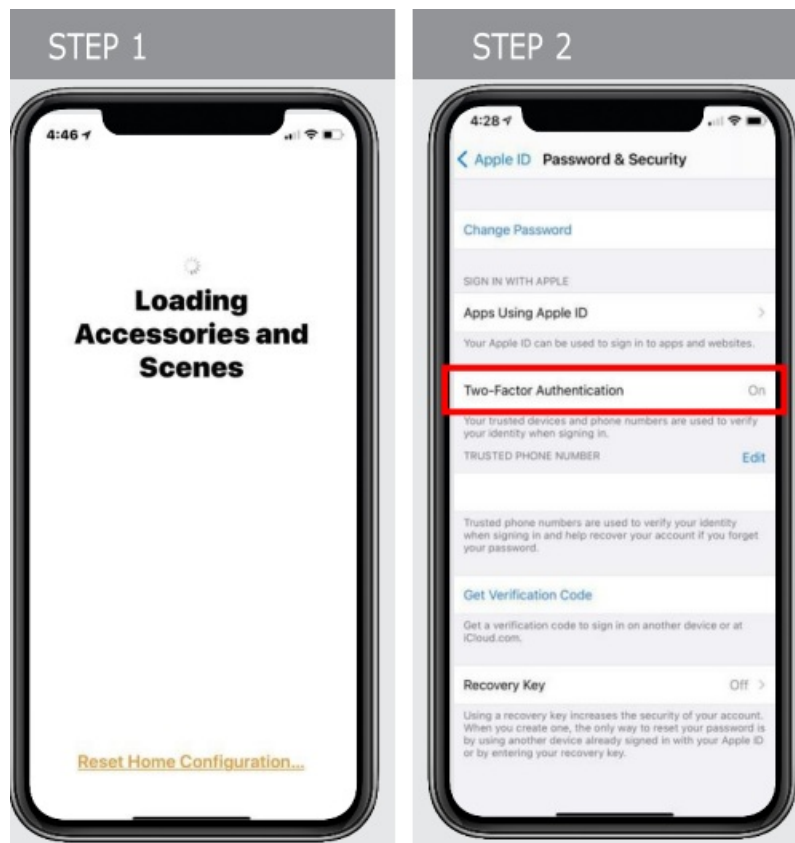 STEP 1
4:46
Loading
Accessories and
Scenes
Reset Home Configuration...
STEP 2
4:28
Apple ID Password & Security
Change Password
SIGN IN WITH APPLE
Apps Using Apple ID
Your Apple ID can be used to sign in to apps and websites.
Two-Factor Authentication On
Your trusted devices and phone numbers are used to verify
your identity when signing in.
TRUSTED PHONE NUMBER Edit
Trusted phone numbers are used to verify your identity
when signing in and help recover your account if you forget
your password.
Get Verification Code
Get a verification code to sign in on another device or at
iCloud.com.
Recovery Key Off
Using a recovery key increases the security of your account.
When you create one, the only way to reset your password is
by using another device already signed in with your Apple ID
or by entering your recovery key.